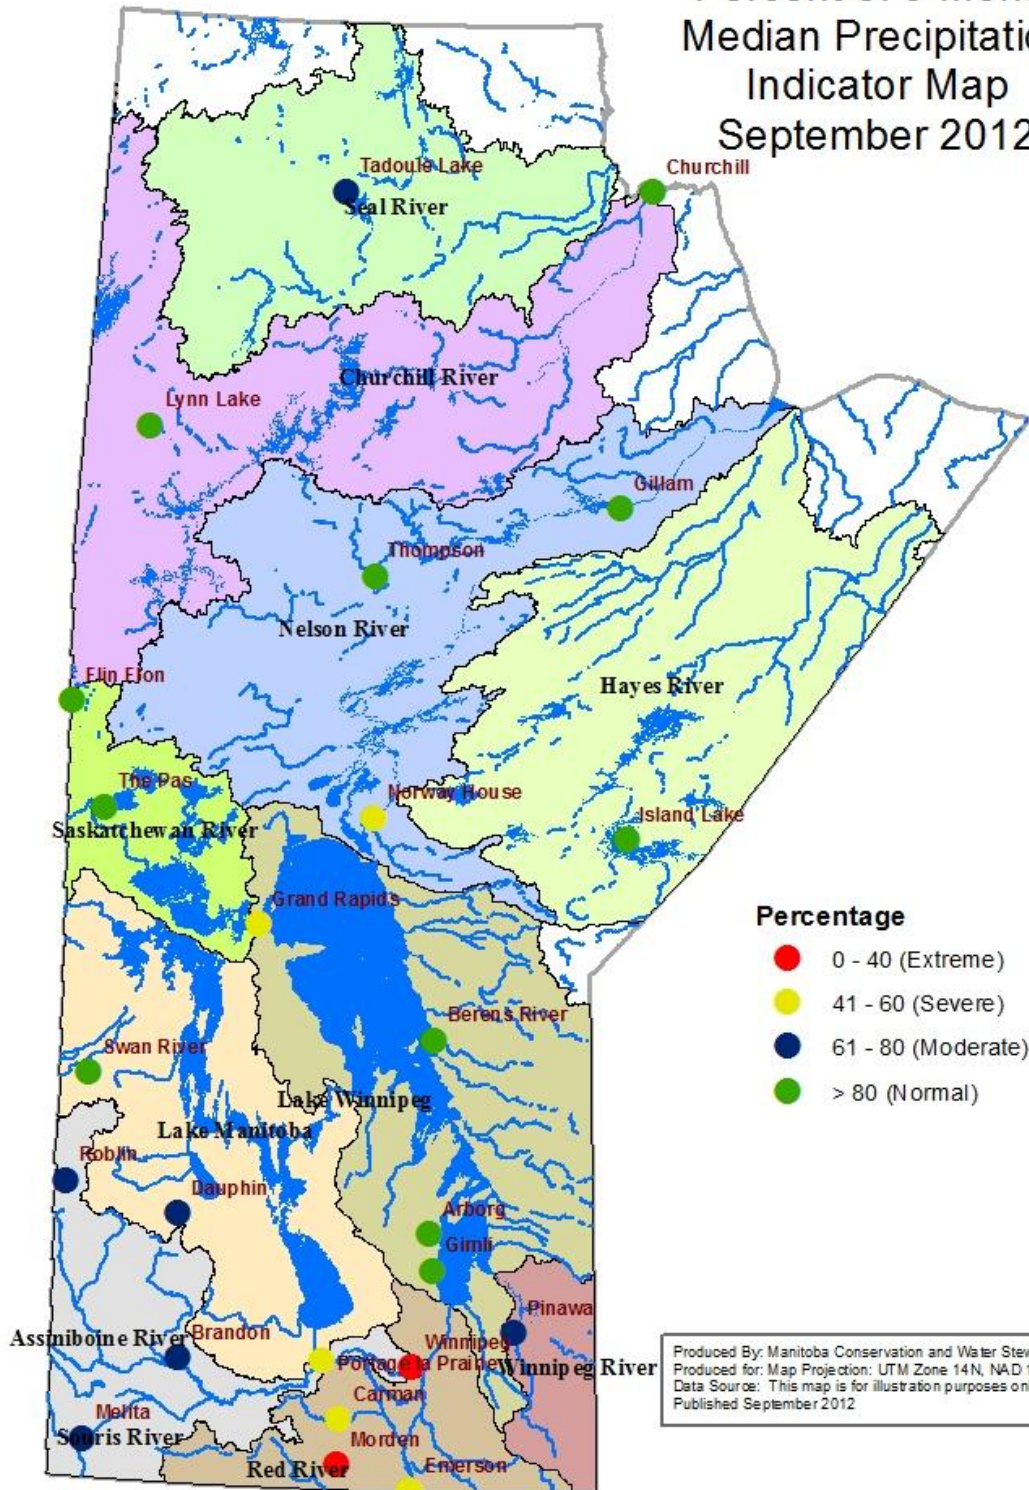 Median Precipitatio
Indicator Map
September 2012
Churchill
Tadoule Lake
Seal River
Churchill River
Lynn Lake
Gillam
Thompson
Nelson River
Flin Flon
Hayes River
The Pas
Norway House
Island Lake
Saskatchewan River
Grand Rapids
Percentage
0 - 40 (Extreme)
41 - 60 (Severe)
61 - 80 (Moderate)
> 80 (Normal)
Berens River
Swan River
Lake Winnipeg
Lake Manitoba
Roblin
Dauphin
Arborg
Gimli
Pinawa
Assiniboine River
Brandon
Winnipeg
Portage la Prairie
Winnipeg River
Carman
Melita
Souris River
Morden
Red River
Emerson
Produced By: Manitoba Conservation and Water Stew
Produced for: Map Projection: UTM Zone 14N, NAD
Data Source: This map is for illustration purposes on
Published September 2012